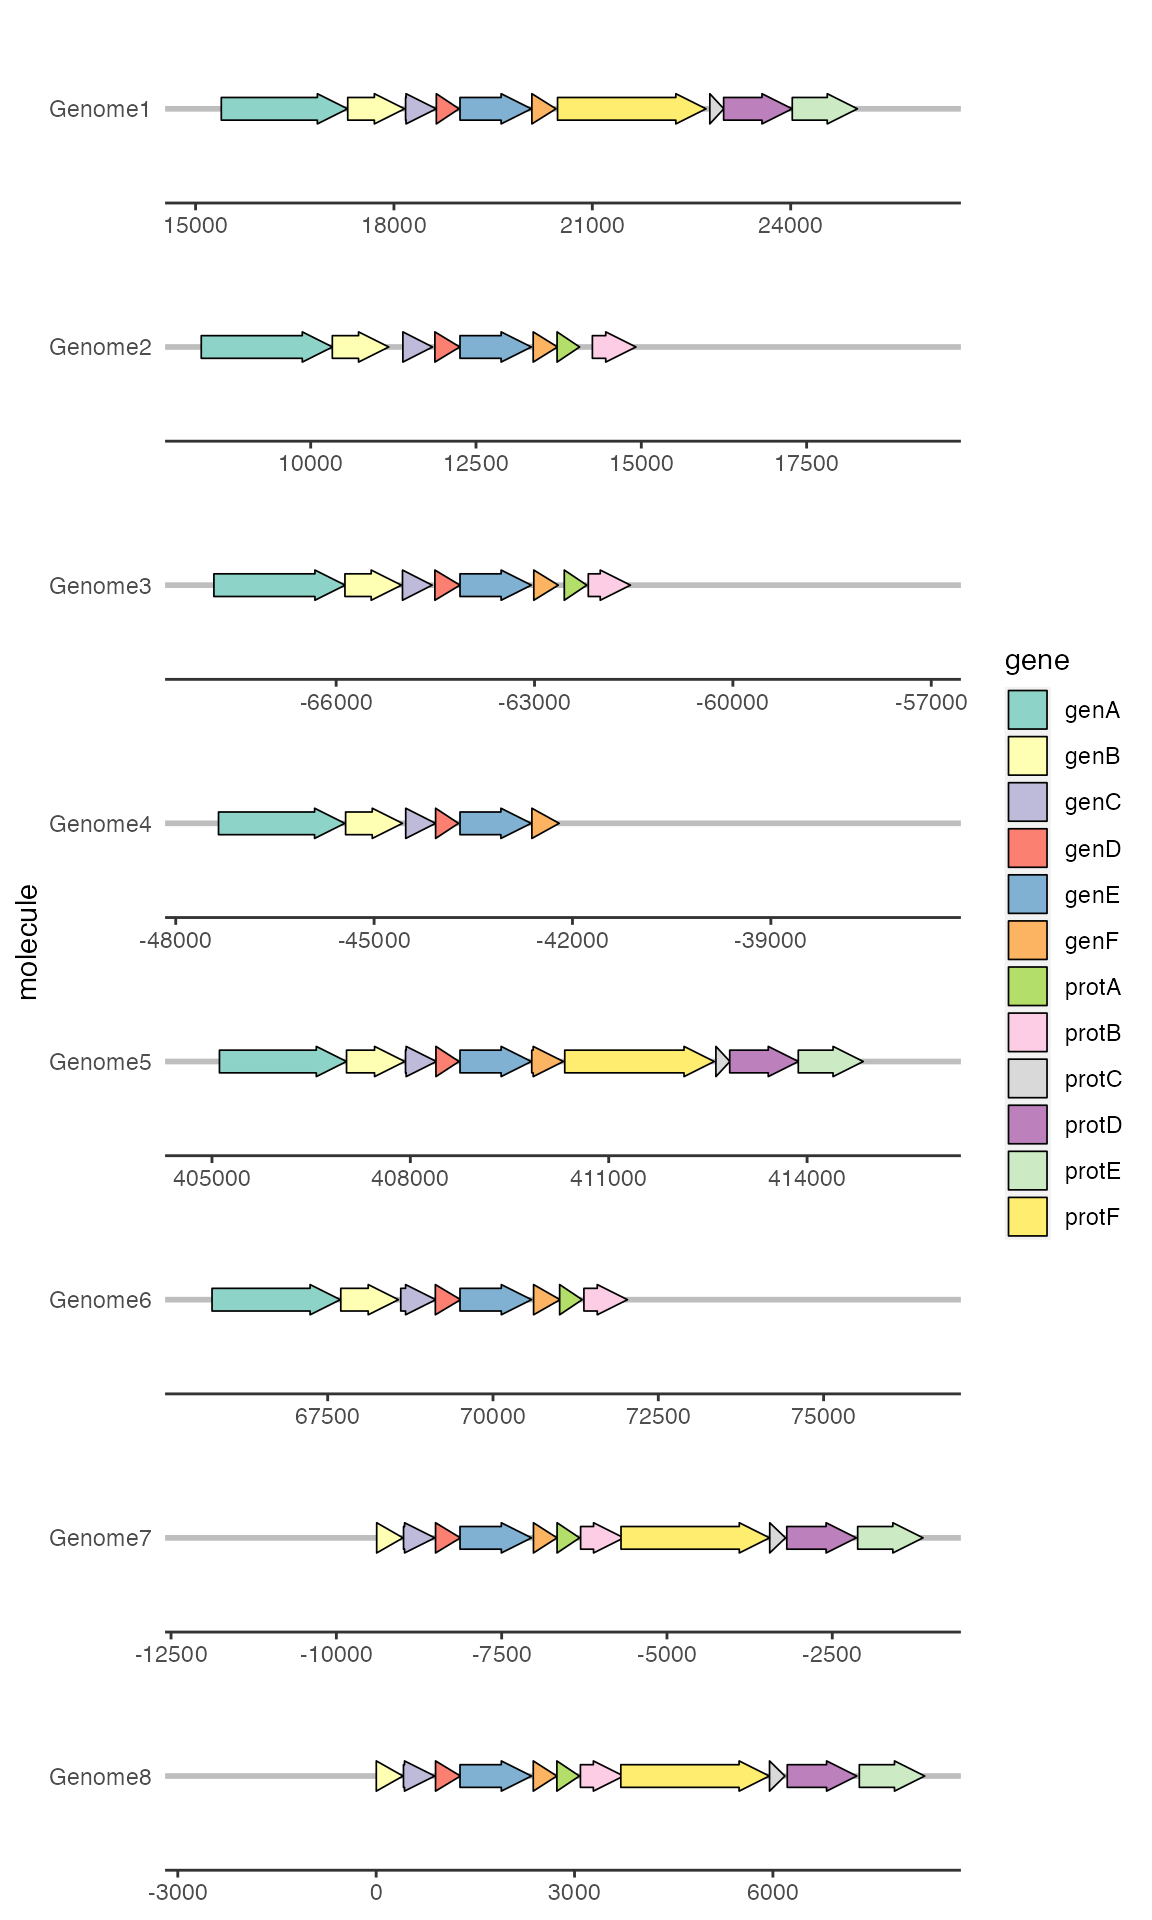 Genome1
15000 18000 21000 24000
Genome2
10000 12500 15000 17500
Genome3
-66000 -63000 -60000 -57000
Genome4
-48000 -45000 -42000 -39000
Genome5
405000 408000 411000 414000
Genome6
67500 70000 72500 75000
Genome7
-12500 -10000 -7500 -5000 -2500
Genome8
-3000 0 3000 6000
molecule
gene
genA
genB
genC
genD
genE
genF
protA
protB
protC
protD
protE
protF